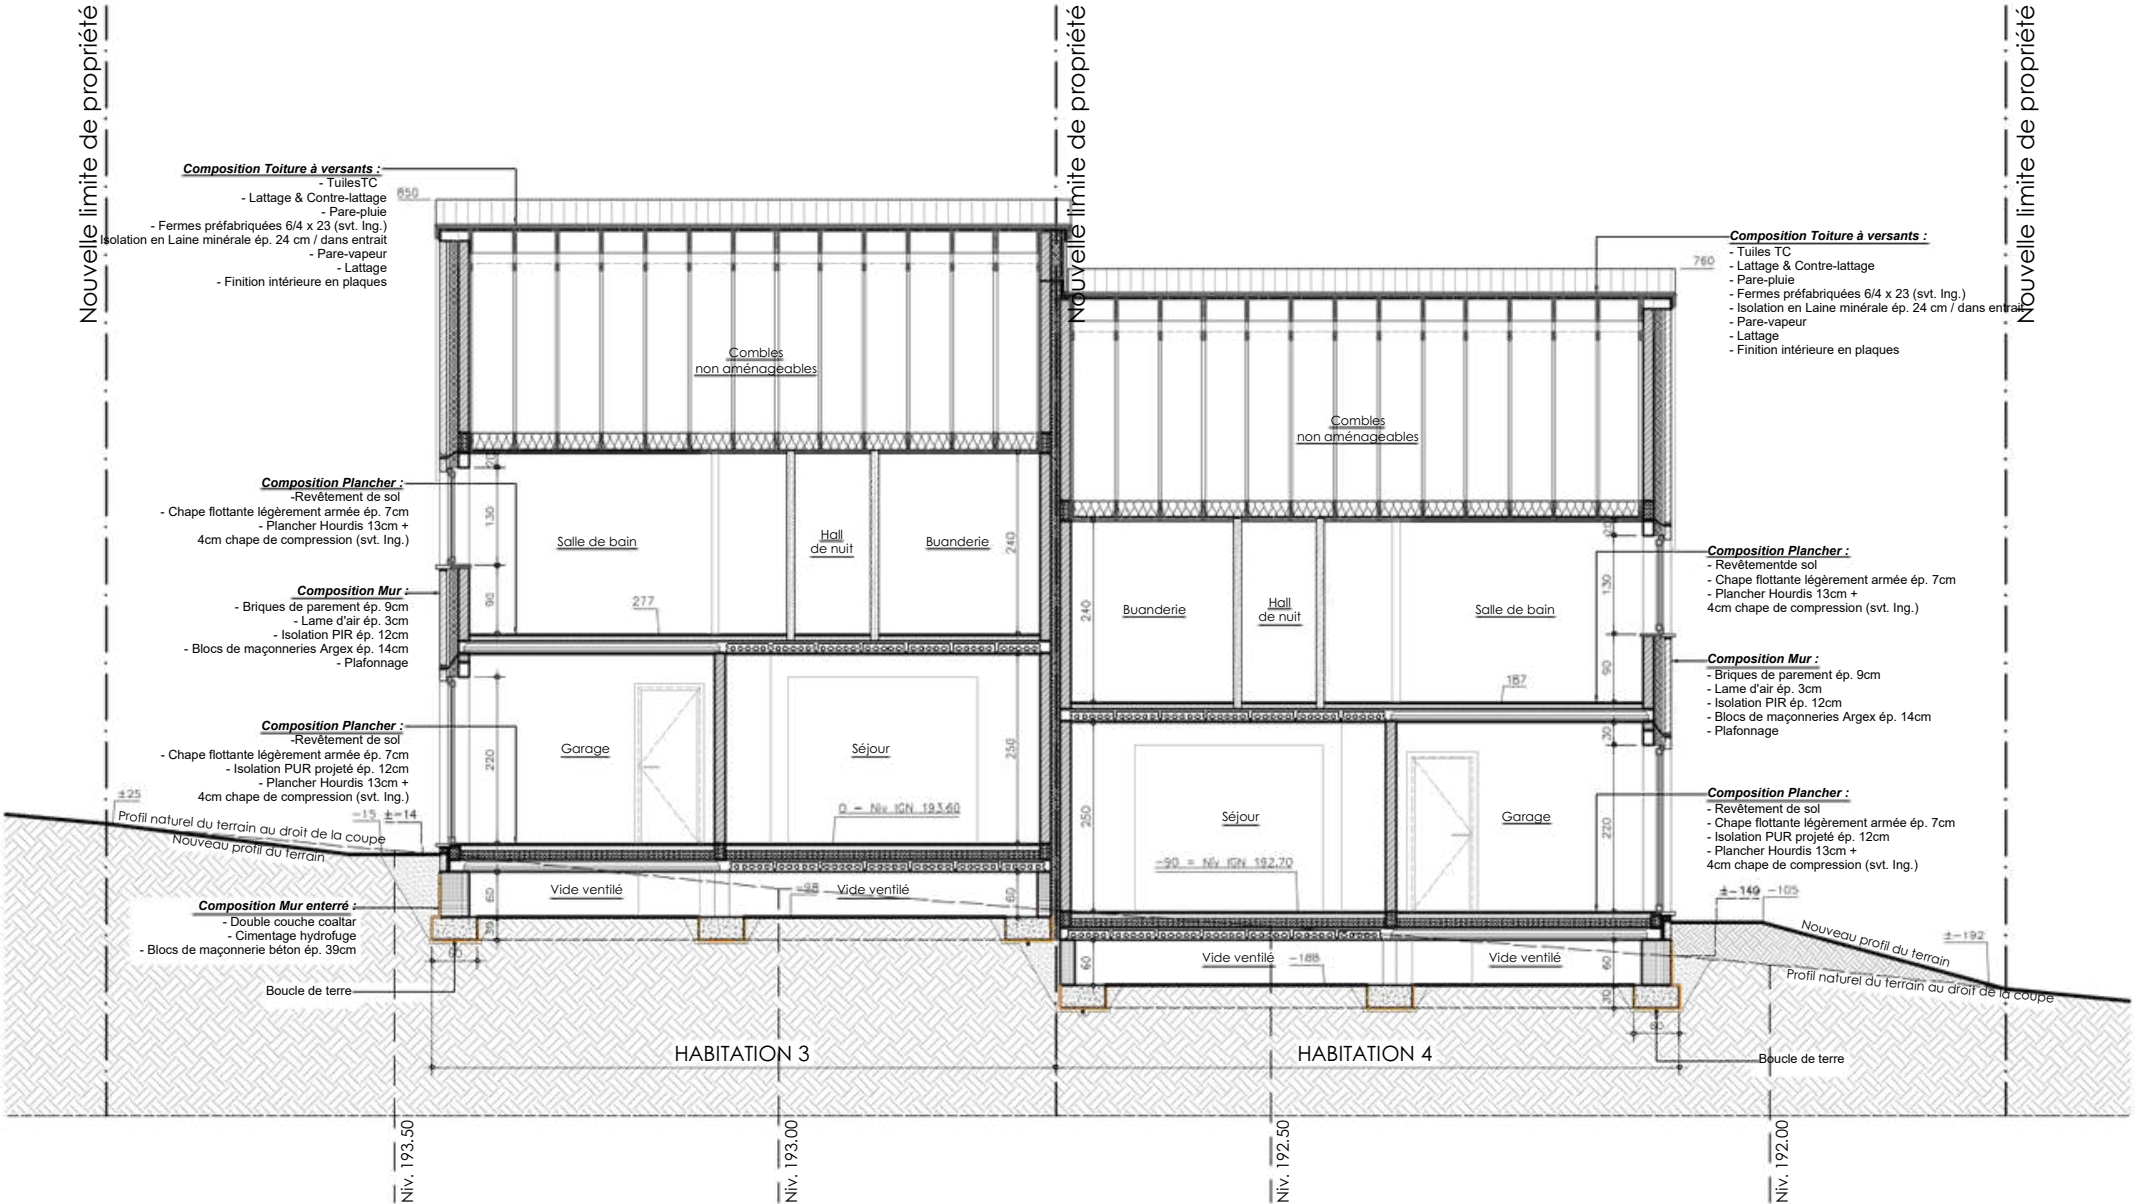 Nouvelle limite de propriété
Nouvelle limite de propriété
Nouvelle limite de propriété
Composition Toiture à versants :
- TuilesTC
- Lattage & Contre-lattage
- Pare-pluie
- Fermes préfabriquées 6/4 x 23 (svt. Ing.)
Isolation en Laine minérale ép. 24 cm / dans entrait
- Pare-vapeur
- Lattage
- Finition intérieure en plaques
850
Composition Toiture à versants :
- Tuiles TC
- Lattage & Contre-lattage
- Pare-pluie
- Fermes préfabriquées 6/4 x 23 (svt. Ing.)
- Isolation en Laine minérale ép. 24 cm / dans entrait
- Pare-vapeur
- Lattage
- Finition intérieure en plaques
760
Combles
non aménageables
Combles
non aménageables
Composition Plancher :
-Revêtement de sol
- Chape flottante légèrement armée ép. 7cm
- Plancher Hourdis 13cm +
4cm chape de compression (svt. Ing.)
20
130
90
Salle de bain
Hall
de nuit
Buanderie
240
277
Composition Mur :
- Briques de parement ép. 9cm
- Lame d'air ép. 3cm
- Isolation PIR ép. 12cm
- Blocs de maçonneries Argex ép. 14cm
- Plafonnage
240
Buanderie
Hall
de nuit
Salle de bain
187
20
130
90
Composition Plancher :
- Revêtementde sol
- Chape flottante légèrement armée ép. 7cm
- Plancher Hourdis 13cm +
4cm chape de compression (svt. Ing.)
Composition Mur :
- Briques de parement ép. 9cm
- Lame d'air ép. 3cm
- Isolation PIR ép. 12cm
- Blocs de maçonneries Argex ép. 14cm
- Plafonnage
Composition Plancher :
-Revêtement de sol
- Chape flottante légèrement armée ép. 7cm
- Isolation PUR projeté ép. 12cm
- Plancher Hourdis 13cm +
4cm chape de compression (svt. Ing.)
220
Garage
Séjour
250
0 = Niv IGN 193.60
250
Séjour
-90 = Niv IGN 192.70
Garage
30
220
Composition Plancher :
- Revêtement de sol
- Chape flottante légèrement armée ép. 7cm
- Isolation PUR projeté ép. 12cm
- Plancher Hourdis 13cm +
4cm chape de compression (svt. Ing.)
±25
-15
±-14
Profil naturel du terrain au droit de la coupe
Nouveau profil du terrain
Composition Mur enterré :
- Double couche coaltar
- Cimentage hydrofuge
- Blocs de maçonnerie béton ép. 39cm
Boucle de terre
60
30
60
Vide ventilé
-98
Vide ventilé
60
60
Vide ventilé
-188
Vide ventilé
60
30
60
±-149
-105
±-192
Nouveau profil du terrain
Profil naturel du terrain au droit de la coupe
Boucle de terre
HABITATION 3
HABITATION 4
Niv. 193.50
Niv. 193.00
Niv. 192.50
Niv. 192.00